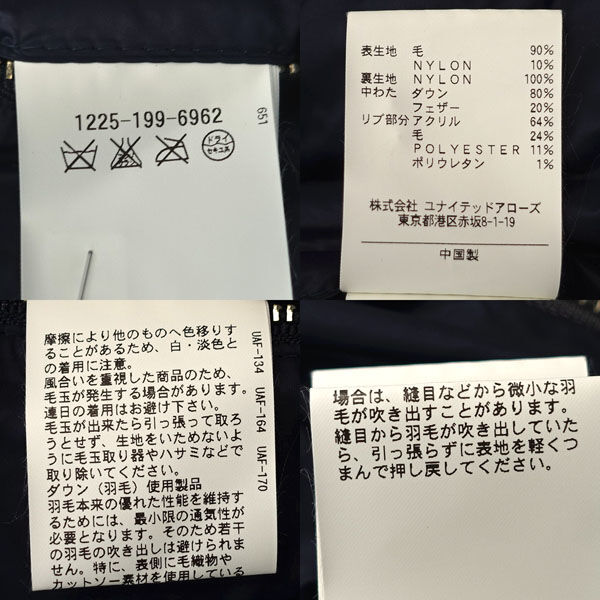 1225-199-6962
651
ドライ
セキユ系
表生地 毛 90%
NYLON 10%
裏生地 NYLON 100%
中わた ダウン 80%
フェザー 20%
リブ部分 アクリル 64%
毛 24%
POLYESTER 11%
ポリウレタン 1%
株式会社 ユナイテッドアローズ
東京都港区赤坂8-1-19
中国製
摩擦により他のものへ色移りす
ることがあるため、白・淡色と
の着用に注意。
風合いを重視した商品のため、
毛玉が発生する場合があります。
連日の着用はお避け下さい。
毛玉が出来たら引っ張って取ろ
うとせず、生地をいためないよ
うに毛玉取り器やハサミなどで
取り除いてください。
ダウン（羽毛）使用製品
羽毛本来の優れた性能を維持す
るためには、最小限の通気性が
必要となります。そのため若干
の羽毛の吹き出しは避けられま
せん。特に、表側に毛織物や
カットソー素材を使用している
UAF-134 UAF-164 UAF-170
場合は、縫目などから微小な羽
毛が吹き出すことがあります。
縫目から羽毛が吹き出していた
ら、引っ張らずに表地を軽くつ
まんで押し戻してください。